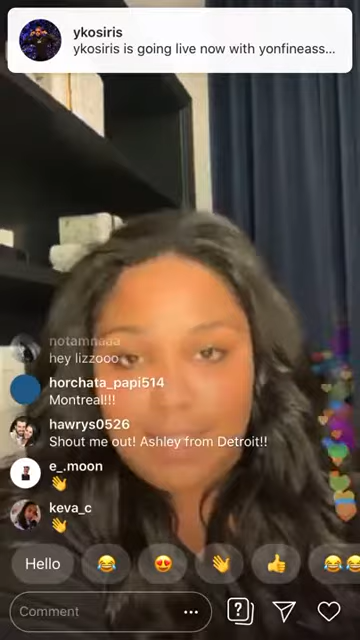 ykosiris
ykosiris is going live now with yonfineass...
notamnaaa
hey lizzooo
horchata_papi514
Montreal!!!
hawrys0526
Shout me out! Ashley from Detroit!!
e_.moon
👋
keva_c
👋
Hello 😂 😍 👋 👍 😂😂
Comment ...
?